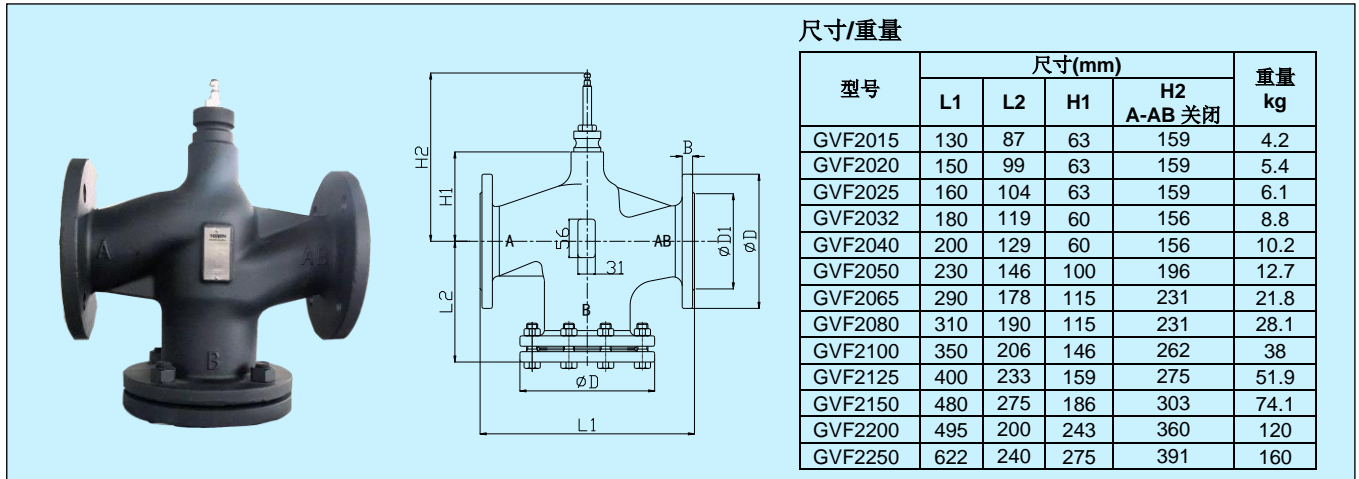 尺寸/重量
型号 尺寸(mm) 重量 kg
L1 L2 H1 H2 A-AB 关闭
GVF2015 130 87 63 159 4.2
GVF2020 150 99 63 159 5.4
GVF2025 160 104 63 159 6.1
GVF2032 180 119 60 156 8.8
GVF2040 200 129 60 156 10.2
GVF2050 230 146 100 196 12.7
GVF2065 290 178 115 231 21.8
GVF2080 310 190 115 231 28.1
GVF2100 350 206 146 262 38
GVF2125 400 233 159 275 51.9
GVF2150 480 275 186 303 74.1
GVF2200 495 200 243 360 120
GVF2250 622 240 275 391 160
A
AB
B
H2
H1
L2
A
56
31
AB
B
B
øD1
øD
øD
L1